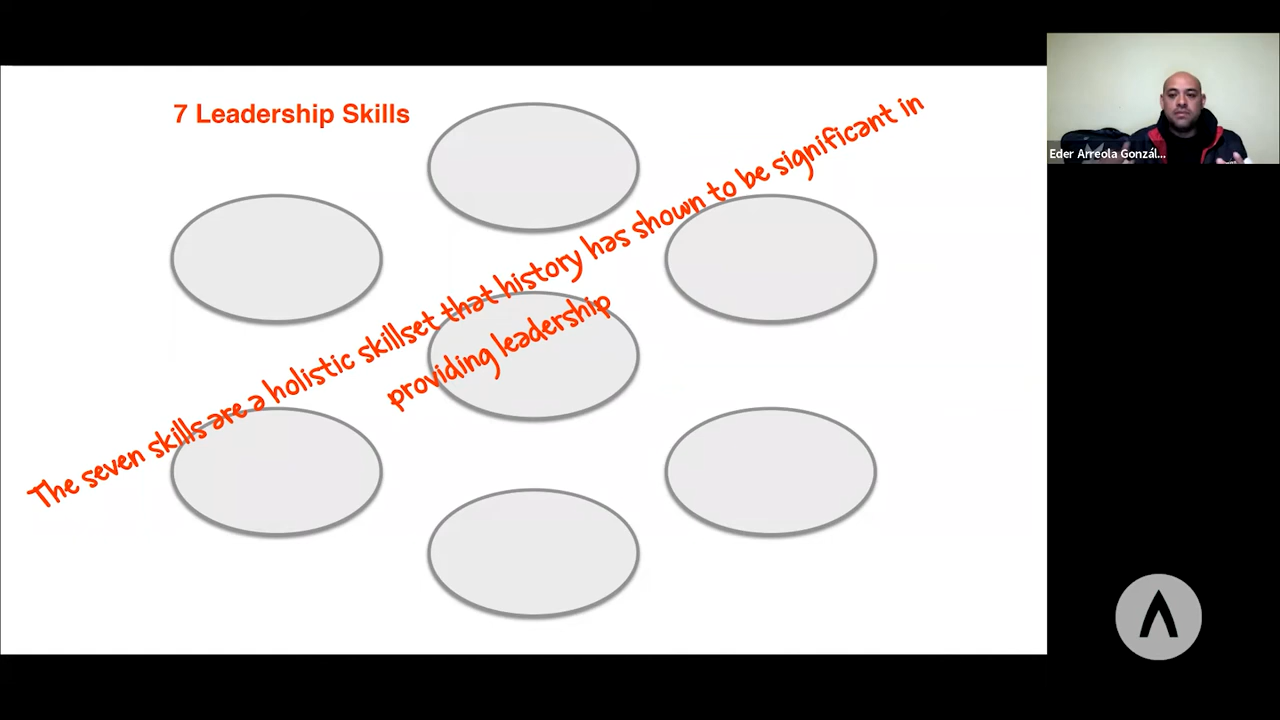 7 Leadership Skills
The seven skills are a holistic skillset that history has shown to be significant in
providing leadership
Eder Arreola Gonzál...